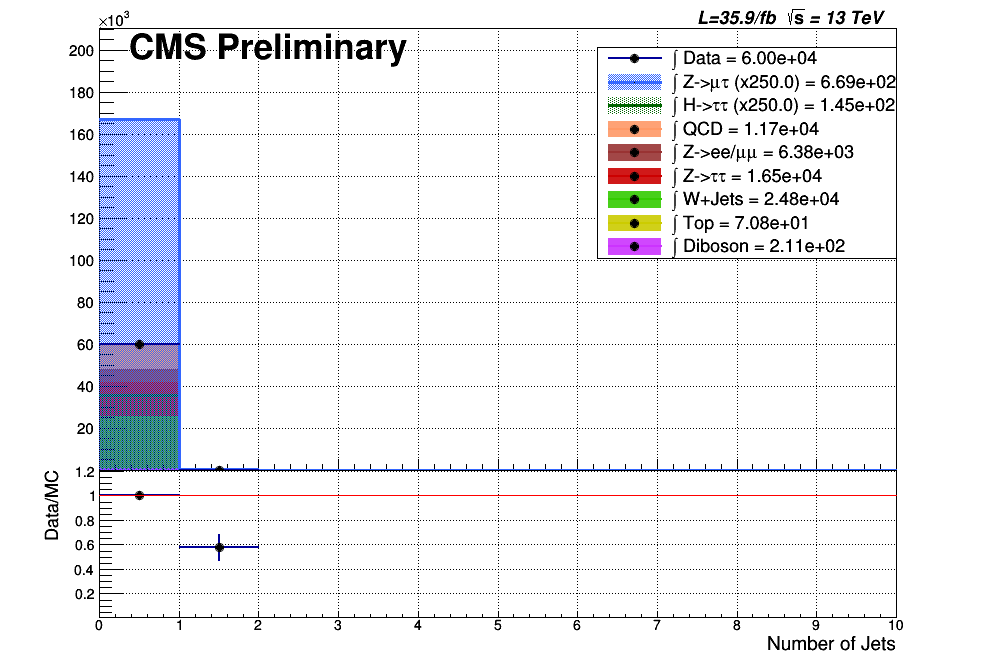 ×10³
L=35.9/fb √s = 13 TeV
CMS Preliminary
∫ Data = 6.00e+04
∫ Z->μτ (x250.0) = 6.69e+02
∫ H->ττ (x250.0) = 1.45e+02
∫ QCD = 1.17e+04
∫ Z->ee/μμ = 6.38e+03
∫ Z->ττ = 1.65e+04
∫ W+Jets = 2.48e+04
∫ Top = 7.08e+01
∫ Diboson = 2.11e+02
200
180
160
140
120
100
80
60
40
20
Data/MC
1.2
1
0.8
0.6
0.4
0.2
0 1 2 3 4 5 6 7 8 9 10
Number of Jets